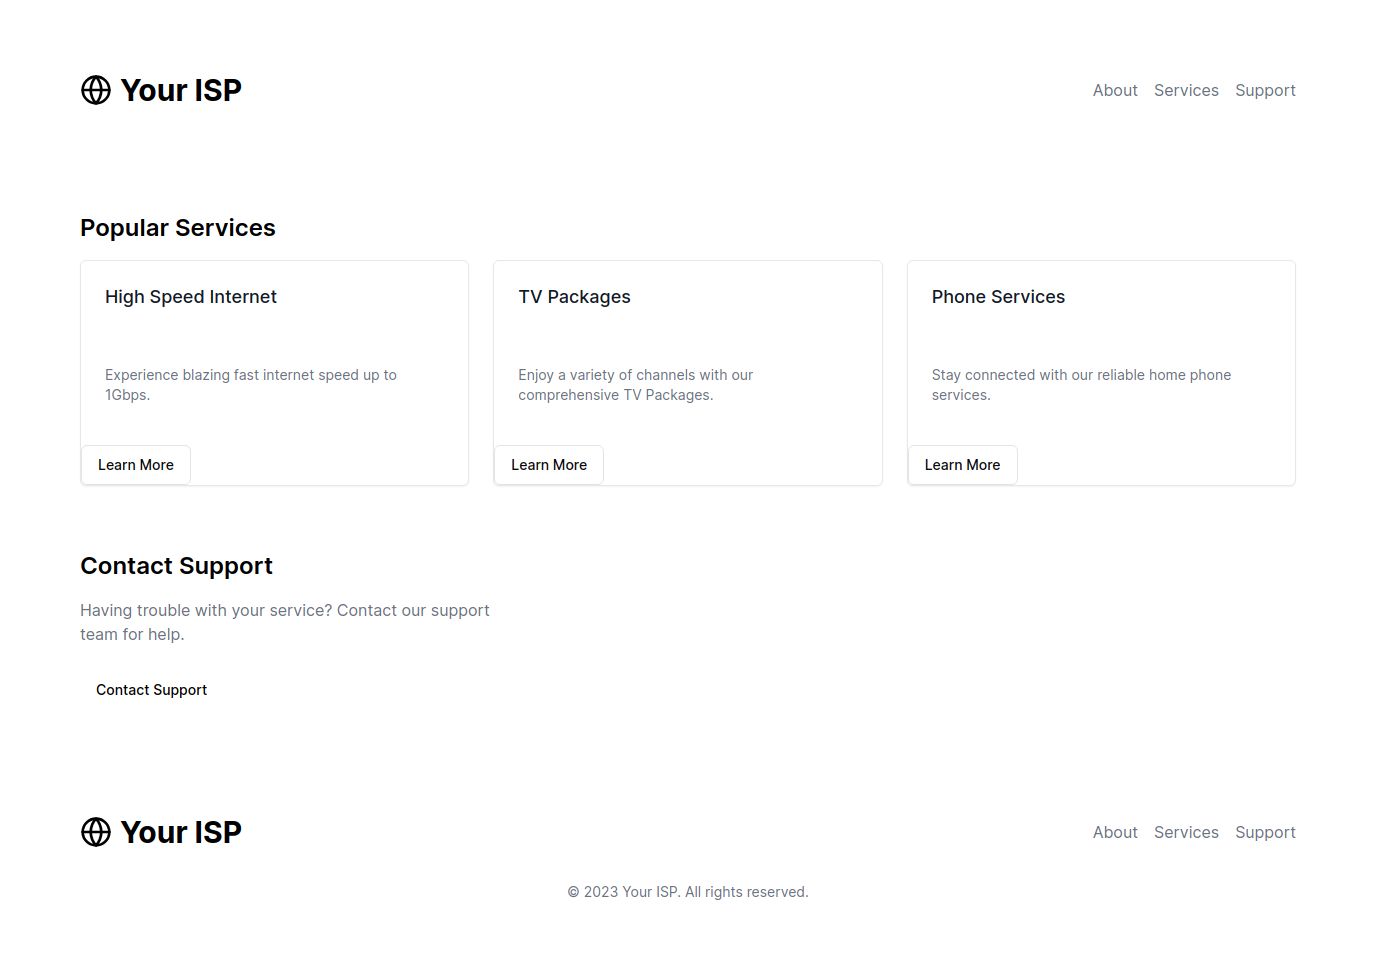 Your ISP
About Services Support
Popular Services
High Speed Internet
Experience blazing fast internet speed up to
1Gbps.
Learn More
TV Packages
Enjoy a variety of channels with our
comprehensive TV Packages.
Learn More
Phone Services
Stay connected with our reliable home phone
services.
Learn More
Contact Support
Having trouble with your service? Contact our support
team for help.
Contact Support
Your ISP
About Services Support
© 2023 Your ISP. All rights reserved.